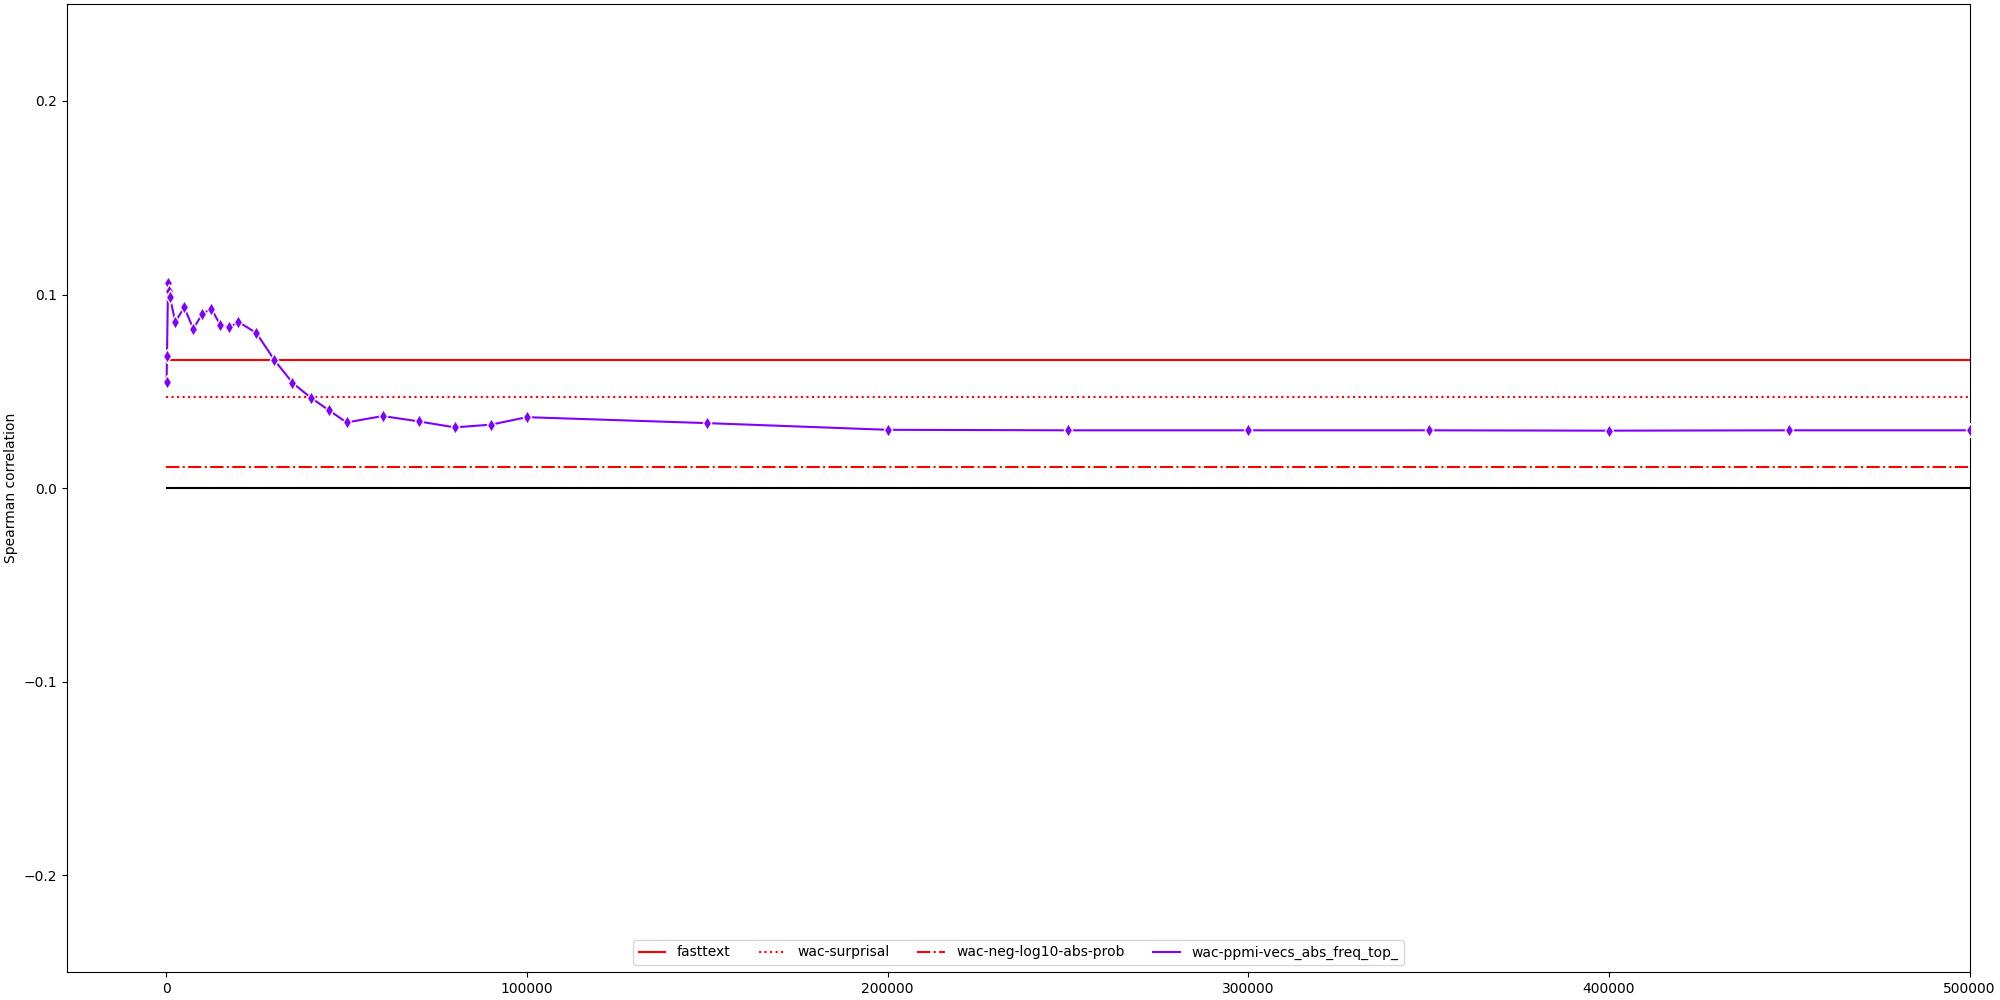 0.2
0.1
0.0
−0.1
−0.2
Spearman correlation
fasttext wac-surprisal wac-neg-log10-abs-prob wac-ppmi-vecs_abs_freq_top_
0 100000 200000 300000 400000 500000